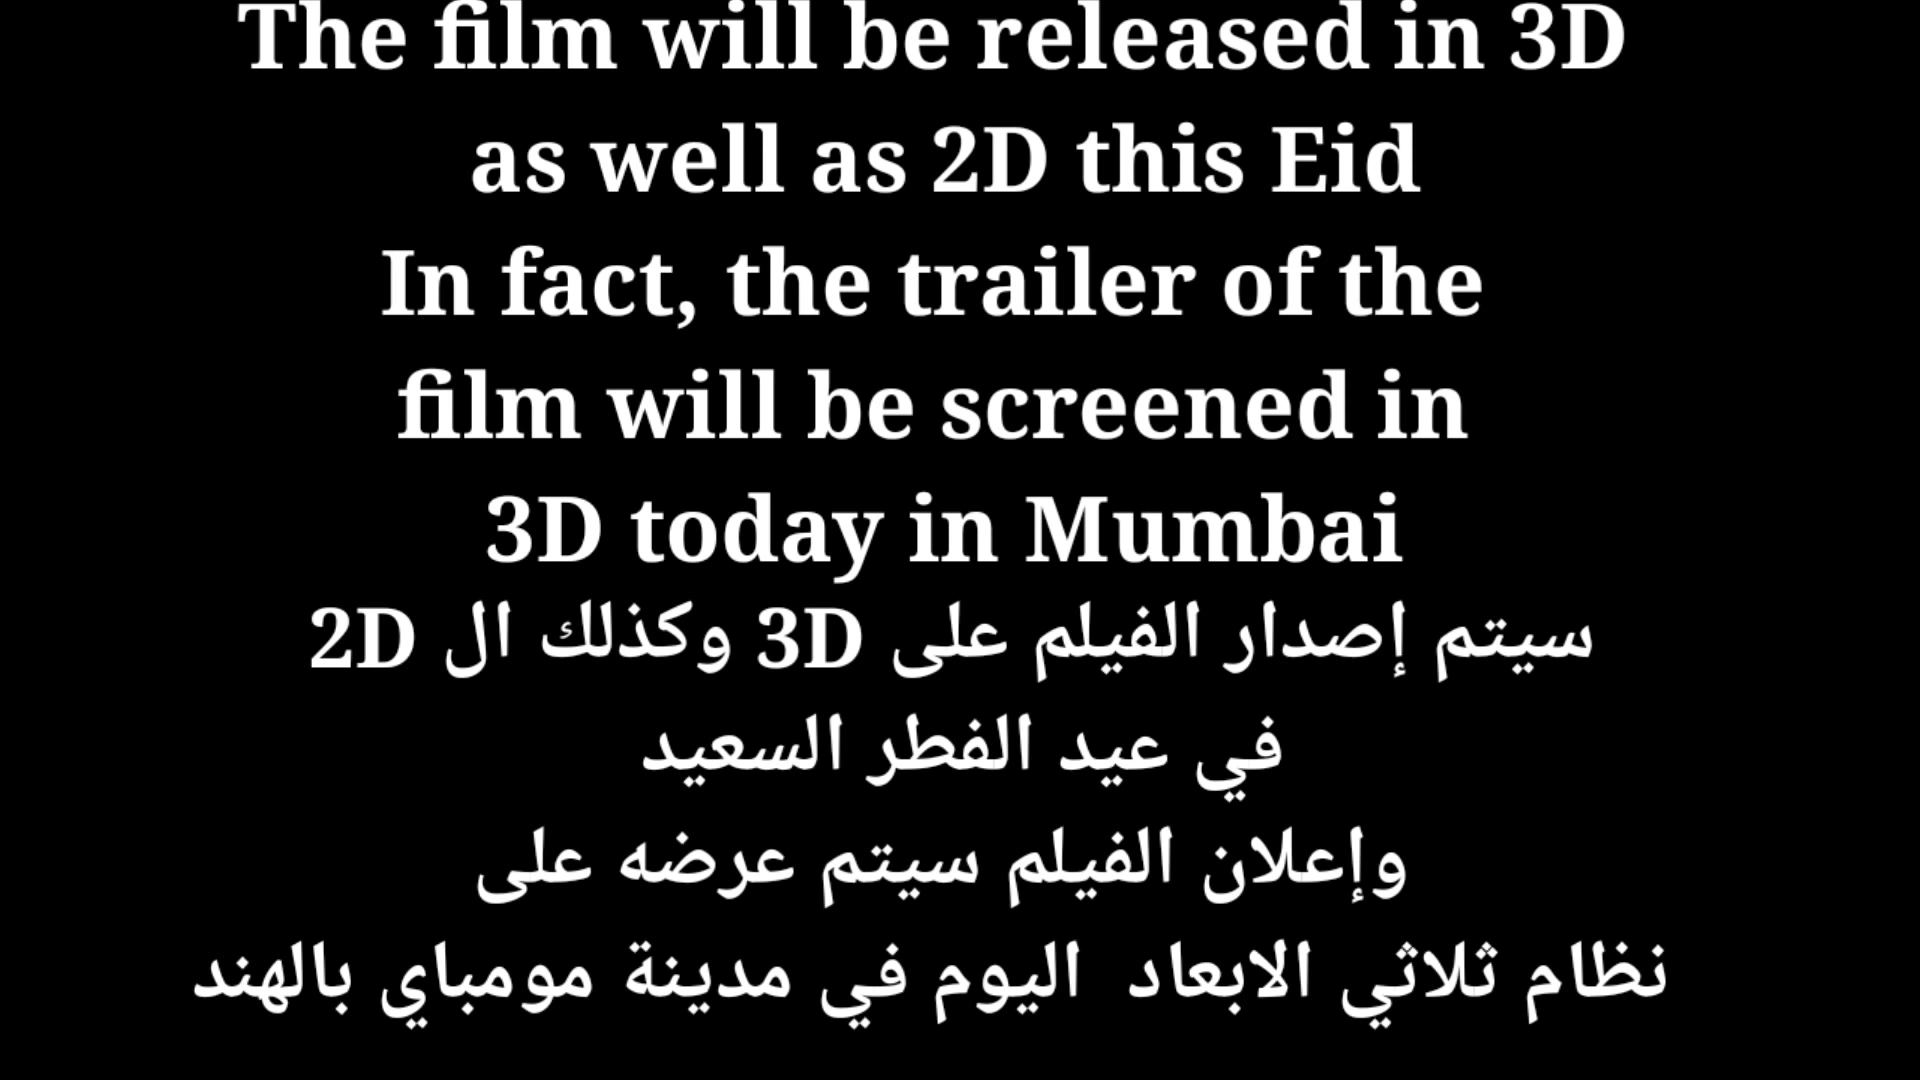 The film will be released in 3D
as well as 2D this Eid
In fact, the trailer of the
film will be screened in
3D today in Mumbai
سيتم إصدار الفيلم على 3D وكذلك ال 2D
في عيد الفطر السعيد
وإعلان الفيلم سيتم عرضه على
نظام ثلاثي الابعاد اليوم في مدينة مومباي بالهند